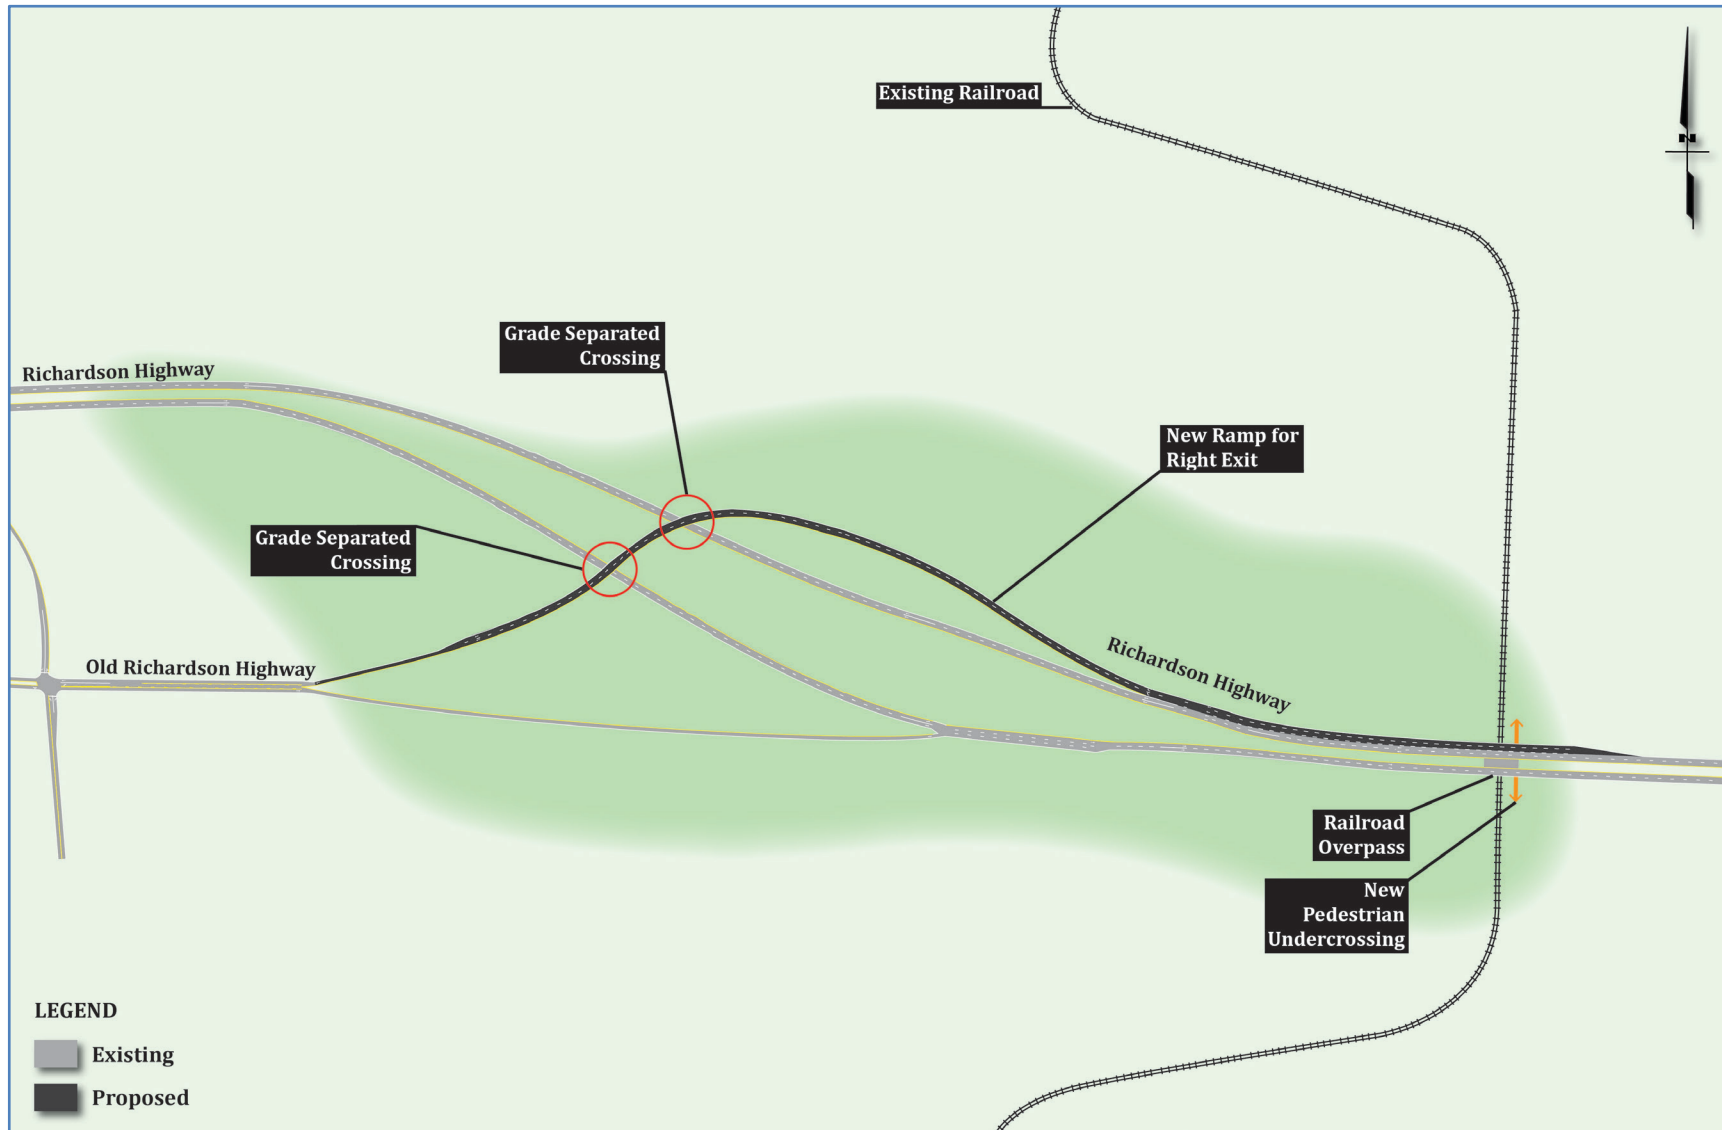 Existing Railroad
N
Grade Separated
Crossing
Richardson Highway
New Ramp for
Right Exit
Grade Separated
Crossing
Richardson Highway
Old Richardson Highway
Railroad
Overpass
New
Pedestrian
Undercrossing
LEGEND
Existing
Proposed